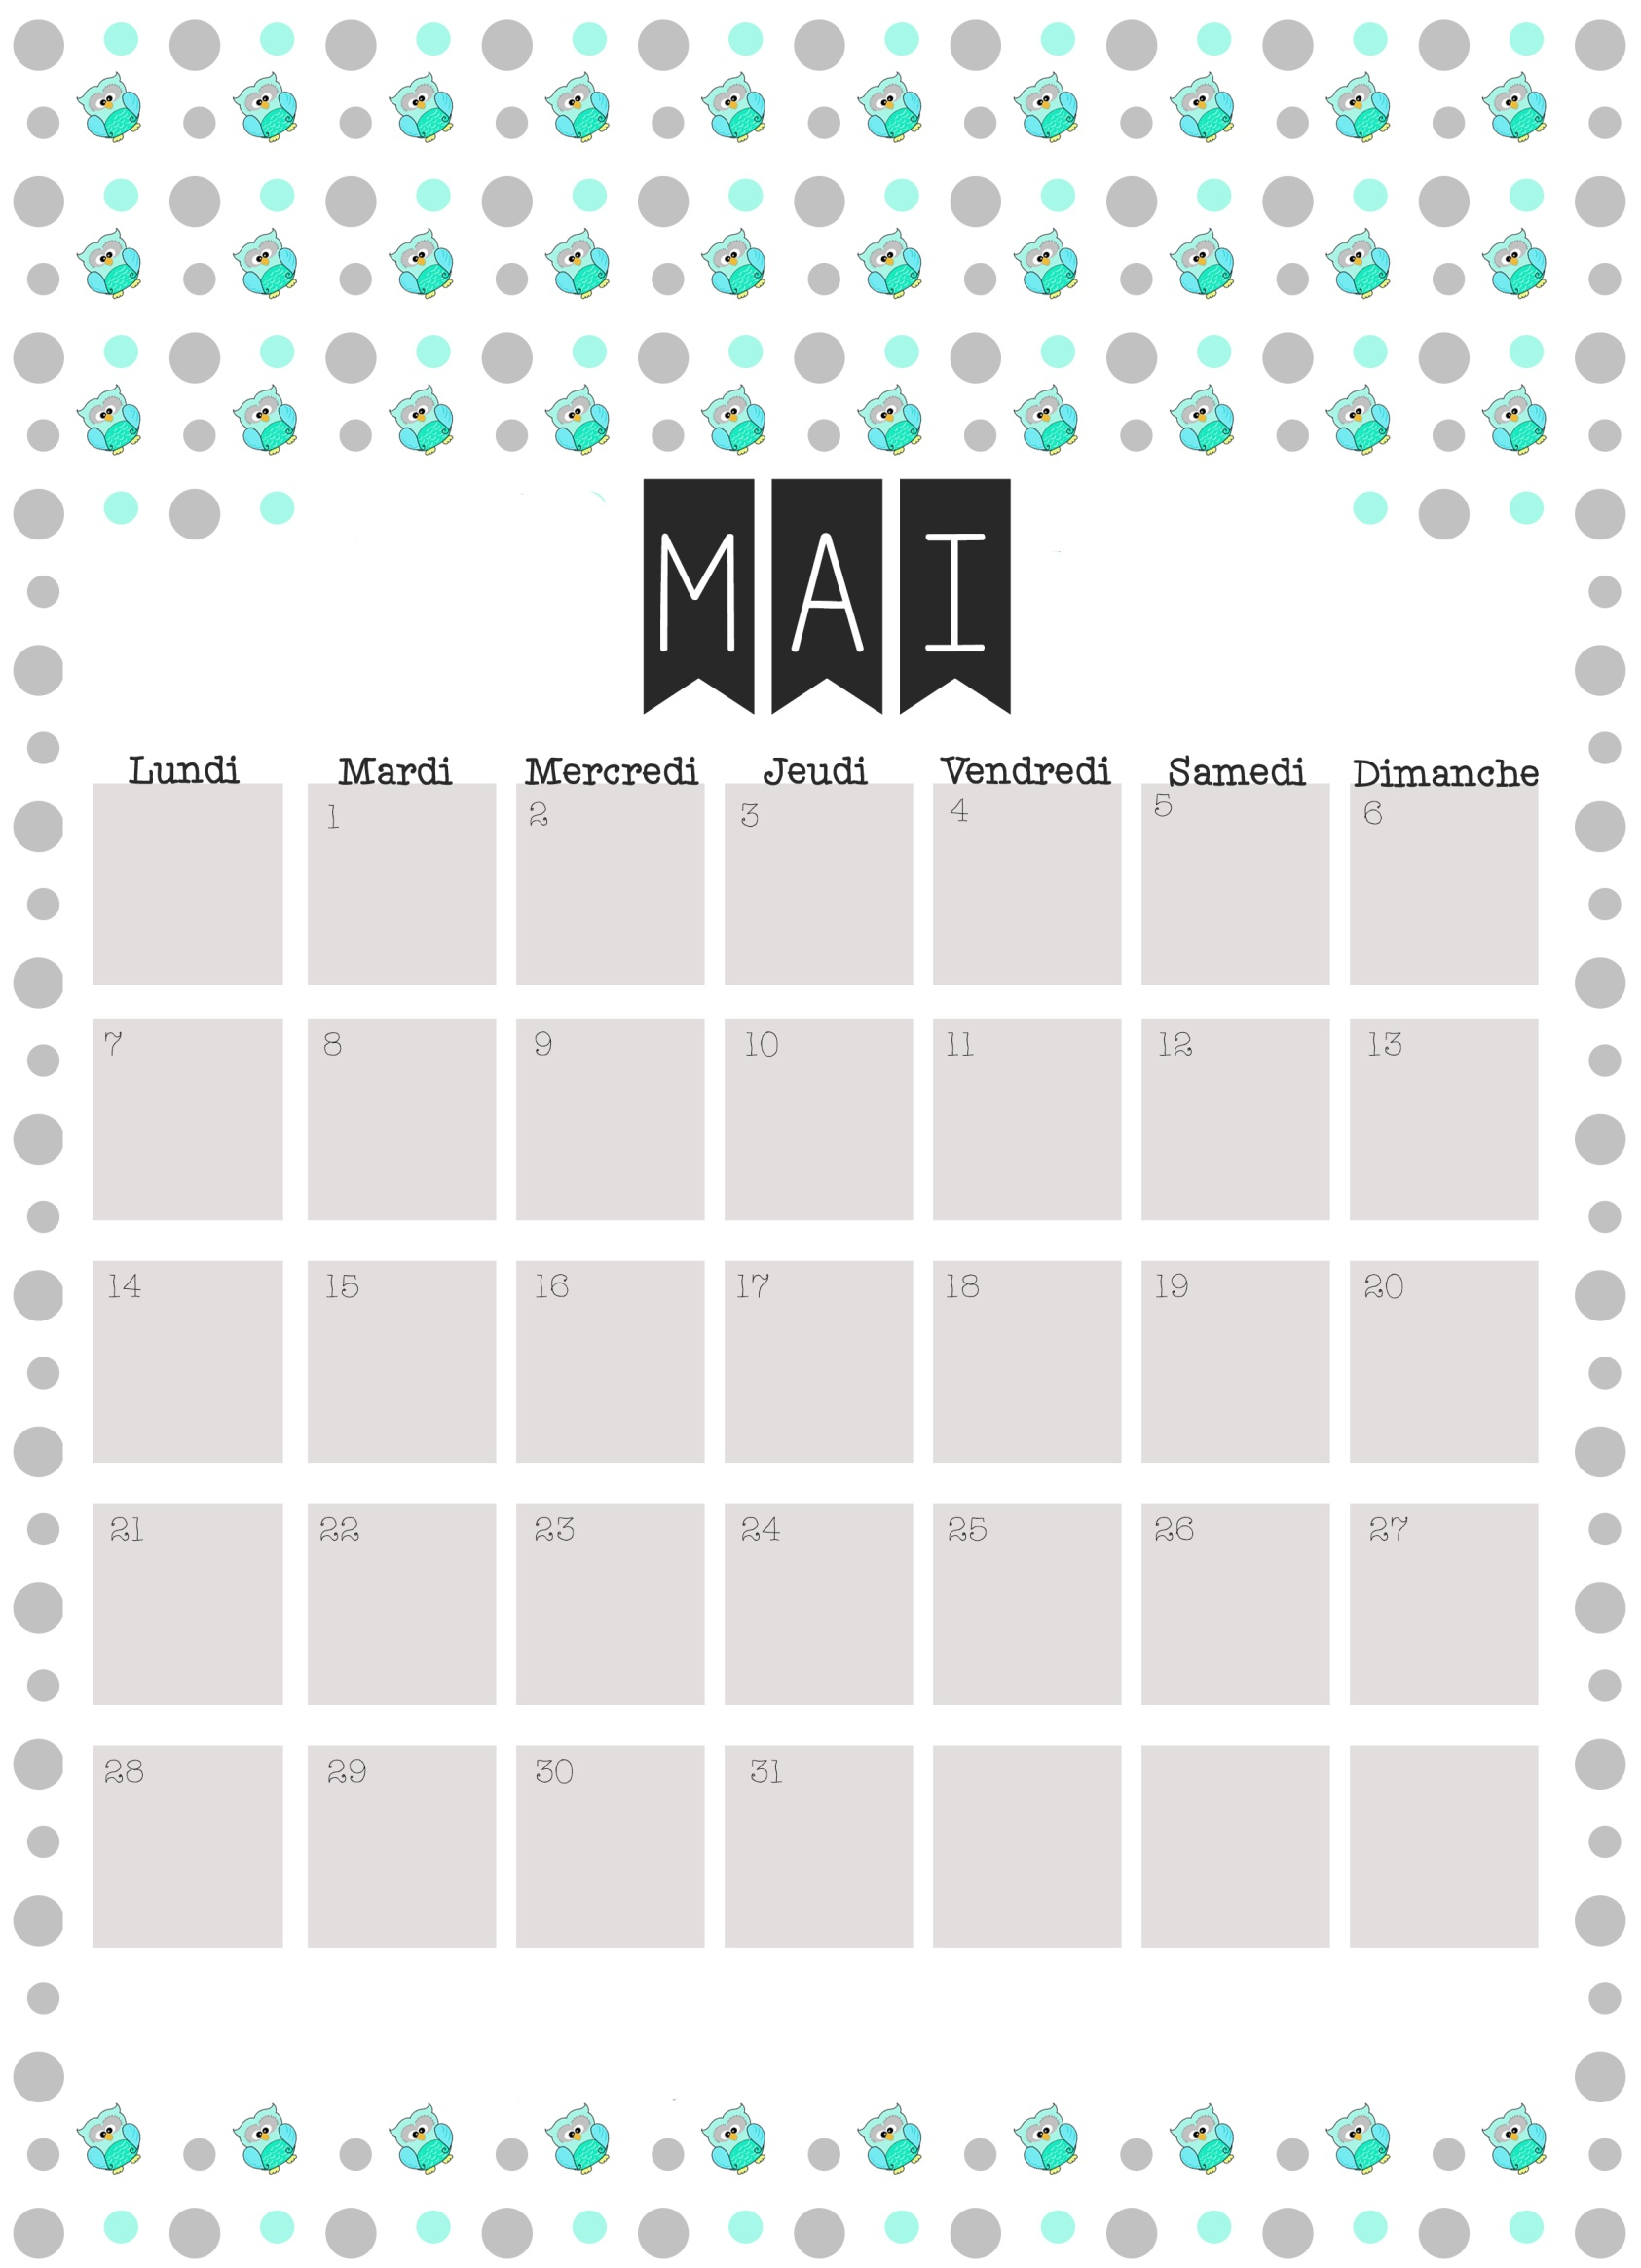 MAI
Lundi Mardi Mercredi Jeudi Vendredi Samedi Dimanche
1 2 3 4 5 6
7 8 9 10 11 12 13
14 15 16 17 18 19 20
21 22 23 24 25 26 27
28 29 30 31